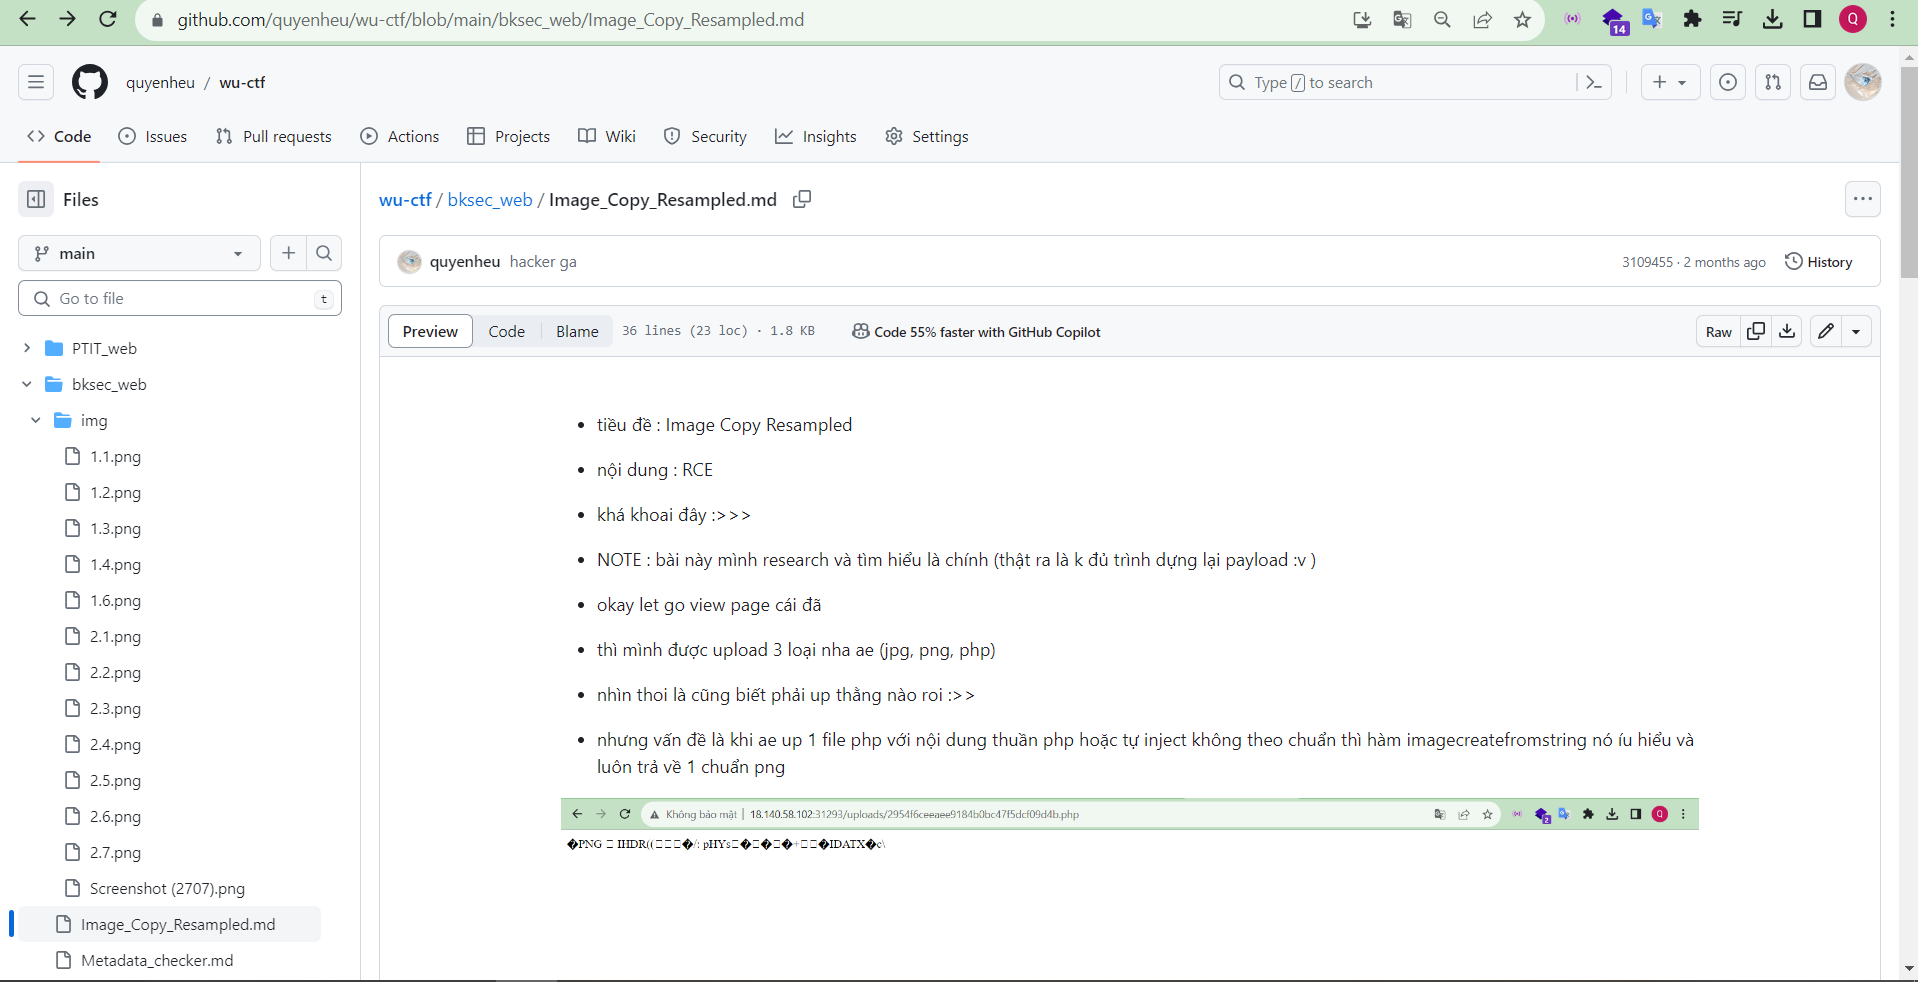 github.com/quyenheu/wu-ctf/blob/main/bksec_web/Image_Copy_Resampled.md
14
Q
quyenheu / wu-ctf
Type / to search
Code Issues Pull requests Actions Projects Wiki Security Insights Settings
Files
main
Go to file t
PTIT_web
bksec_web
img
1.1.png
1.2.png
1.3.png
1.4.png
1.6.png
2.1.png
2.2.png
2.3.png
2.4.png
2.5.png
2.6.png
2.7.png
Screenshot (2707).png
Image_Copy_Resampled.md
Metadata_checker.md
wu-ctf / bksec_web / Image_Copy_Resampled.md
quyenheu hacker ga 3109455 · 2 months ago History
Preview Code Blame 36 lines (23 loc) · 1.8 KB Code 55% faster with GitHub Copilot Raw
• tiều đề : Image Copy Resampled
• nội dung : RCE
• khá khoai đây :>>>
• NOTE : bài này mình research và tìm hiểu là chính (thật ra là k đủ trình dựng lại payload :v )
• okay let go view page cái đã
• thì mình được upload 3 loại nha ae (jpg, png, php)
• nhìn thoi là cũng biết phải up thằng nào roi :>>
• nhưng vấn đề là khi ae up 1 file php với nội dung thuần php hoặc tự inject không theo chuẩn thì hàm imagecreatefromstring nó íu hiểu và
luôn trả về 1 chuẩn png
Không bảo mật | 18.140.58.102:31293/uploads/2954f6ceeaee9184b0bc47f5dcf09d4b.php
2
Q
�PNG IHDR((�/: pHYs���+�IDATX�c\